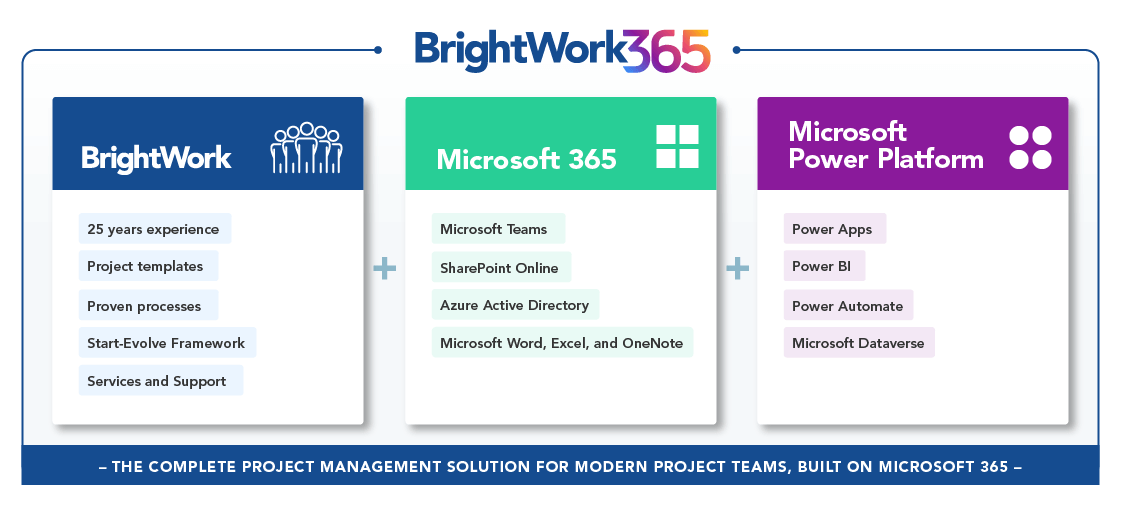 BrightWork365
BrightWork
25 years experience
Project templates
Proven processes
Start-Evolve Framework
Services and Support
+
Microsoft 365
Microsoft Teams
SharePoint Online
Azure Active Directory
Microsoft Word, Excel, and OneNote
+
Microsoft
Power Platform
Power Apps
Power BI
Power Automate
Microsoft Dataverse
– THE COMPLETE PROJECT MANAGEMENT SOLUTION FOR MODERN PROJECT TEAMS, BUILT ON MICROSOFT 365 –